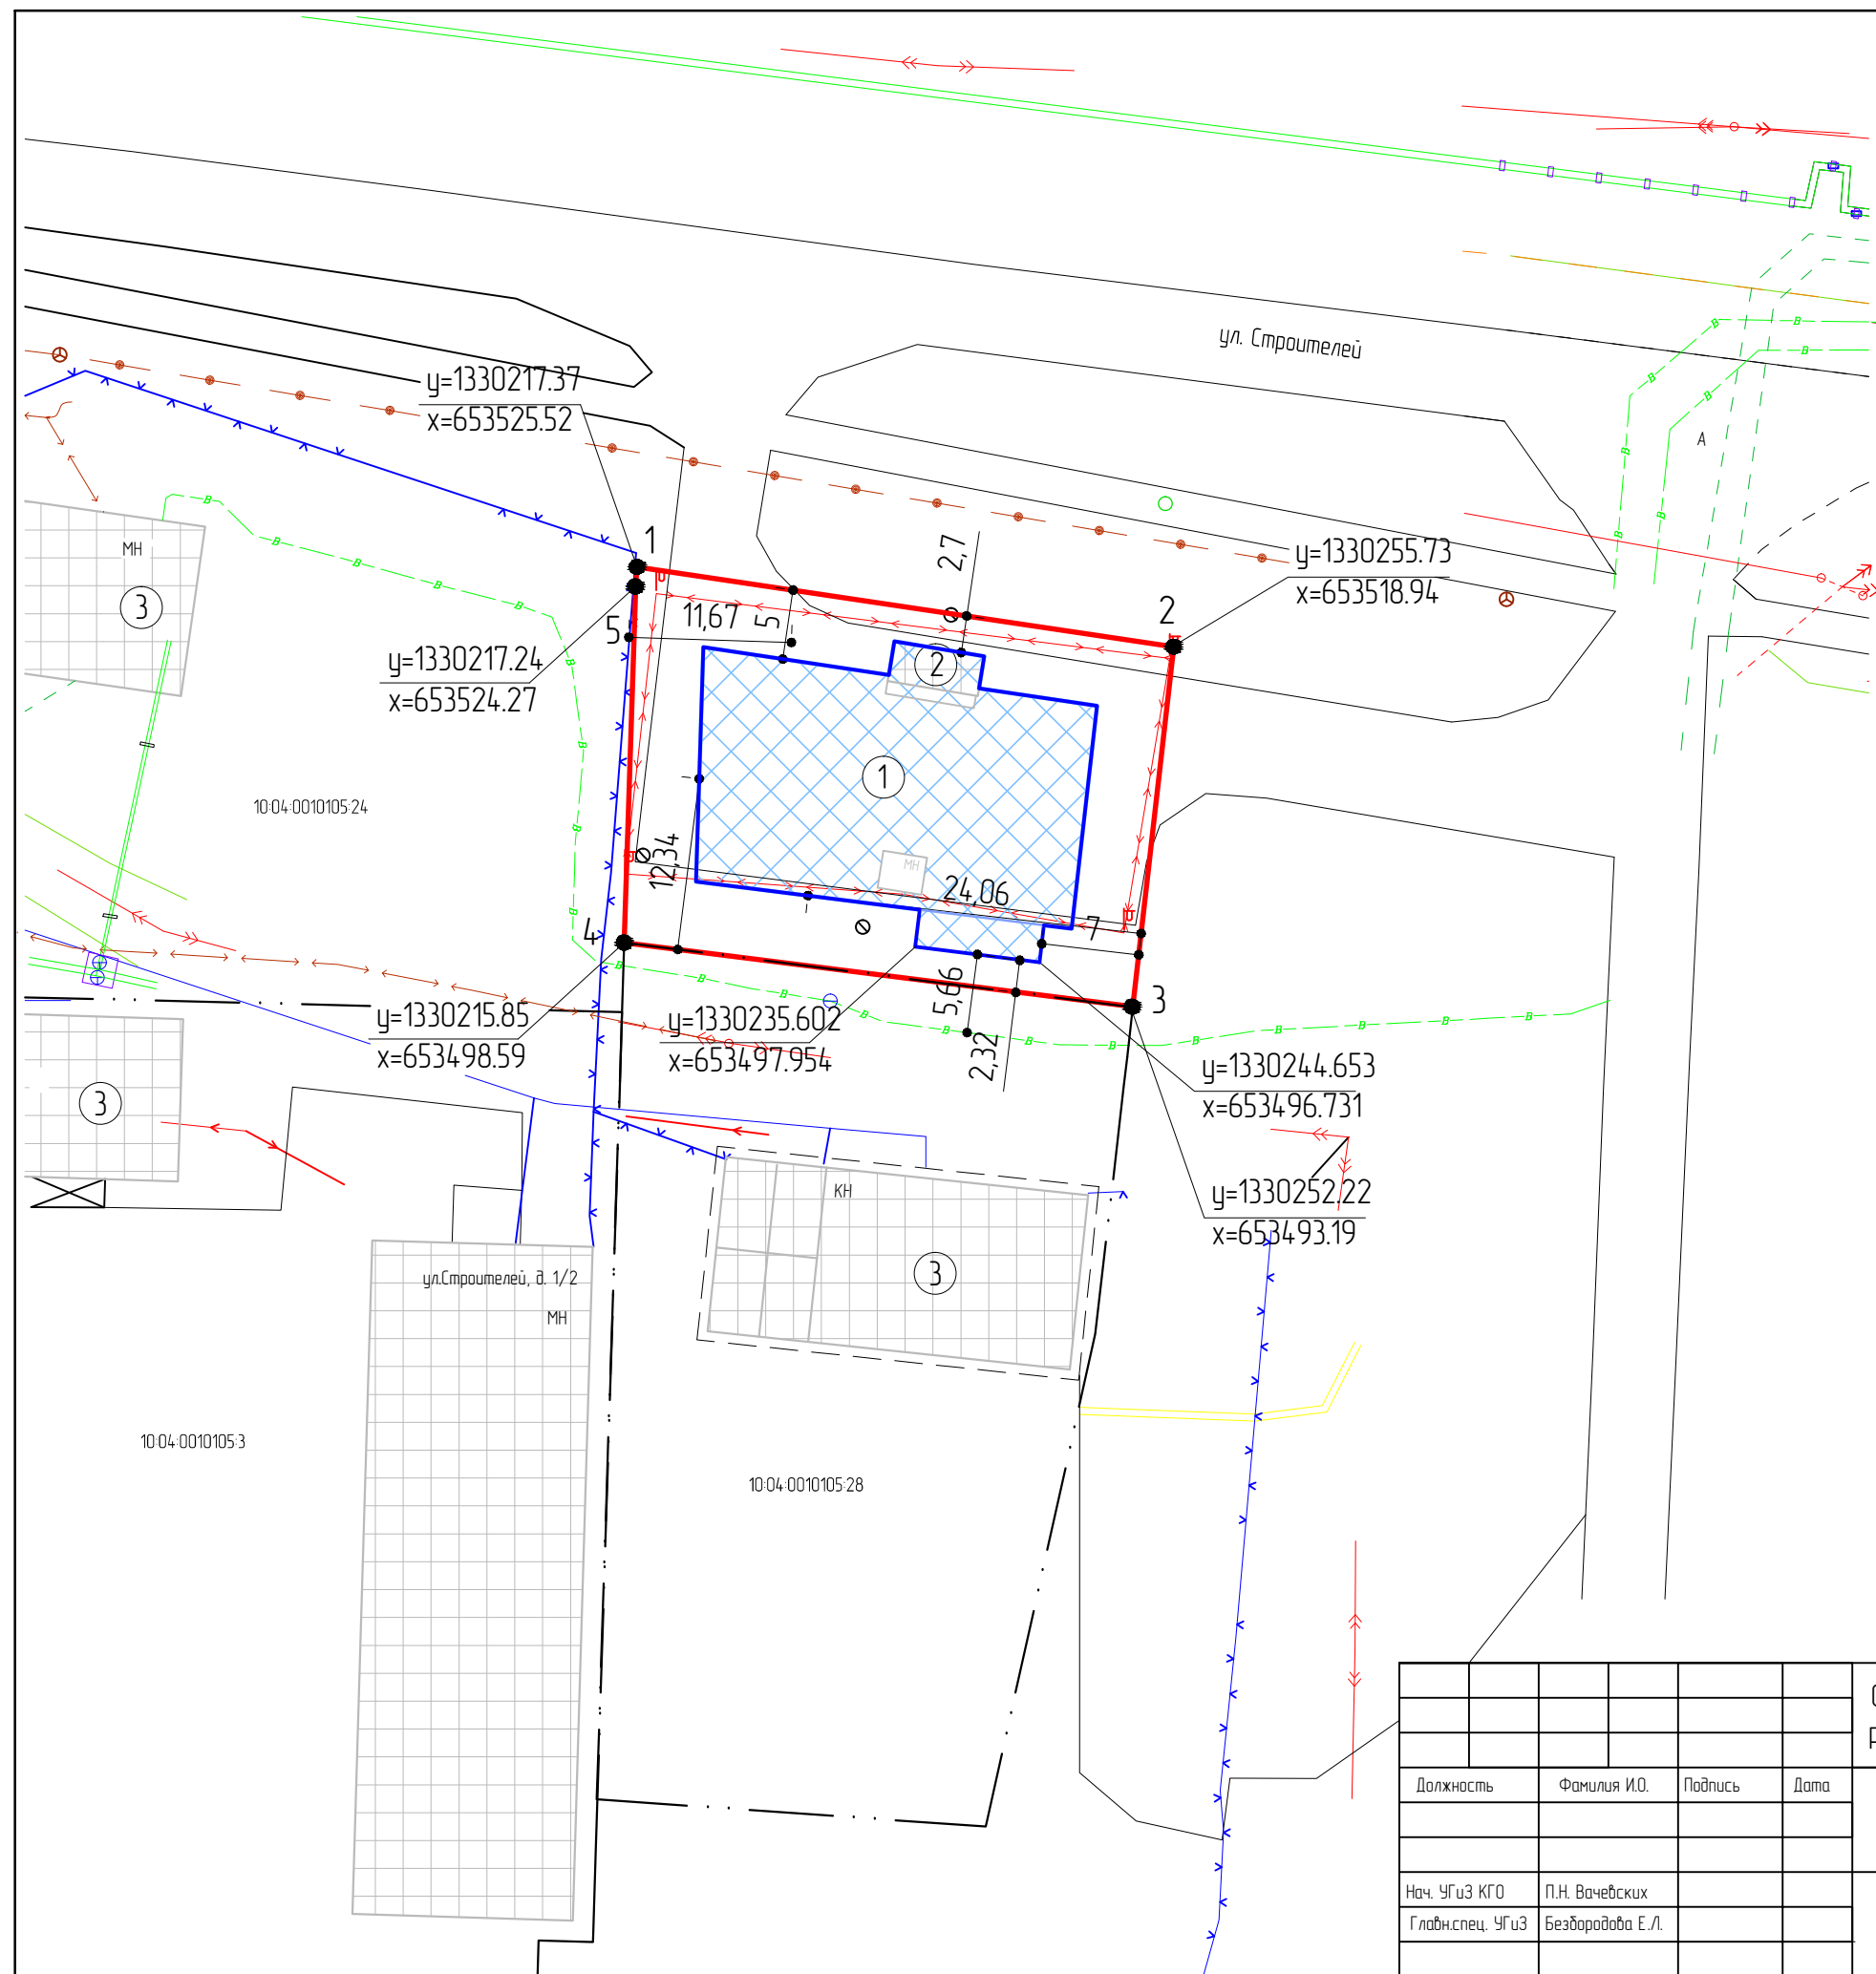 ул. Строителей
y=1330217.37
x=653525.52
A
МН
1
y=1330255.73
x=653518.94
2,7
2
3
5
11,67
5
y=1330217.24
x=653524.27
2
1
10:04:0010105:24
12,34
МН
24,06
7
4
3
5,66
2,32
y=1330215.85
x=653498.59
y=1330235.602
x=653497.954
y=1330244.653
x=653496.731
3
КН
y=1330252.22
x=653493.19
3
ул.Строителей, д. 1/2
МН
10:04:0010105:3
10:04:0010105:28
Должность Фамилия И.О. Подпись Дата
Нач. УГиЗ КГО П.Н. Вачевских
Главн.спец. УГиЗ Безбородова Е.Л.